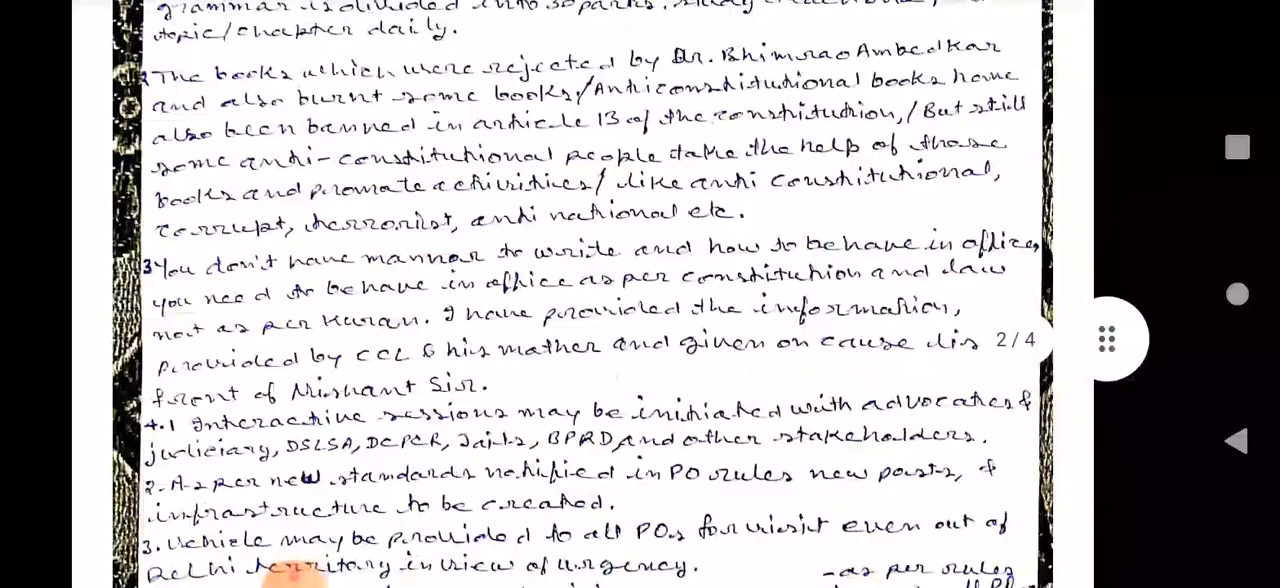 grammar is divided into 30 parts. study
topic/chapter daily.
2 The books which were rejected by Dr. Bhimrao Ambedkar
and also burnt some books/Anticonstitutional books have
also been banned in article 13 of the constitution,/But still
some anti-constitutional people take the help of those
books and promote activities/like anti constitutional,
corrupt, terrorist, anti national etc.
3 You don't have mannar to write and how to behave in office,
you need to behave in office as per constitution and law
not as per Kuran. I have provided the information,
provided by CCL & his mother and given on cause lis
front of Nishant Sir.
4.1 Interactive sessions may be initiated with advocates &
judiciary, DSLSA, DCPCR, Jails, BPRD, and other stakeholders.
2. As per new standards notified in PO rules new posts, &
infrastructure to be created.
3. Vehicle may be provided to all POs for visit even out of
Delhi territory in view of urgency.
- as per rules
2/4